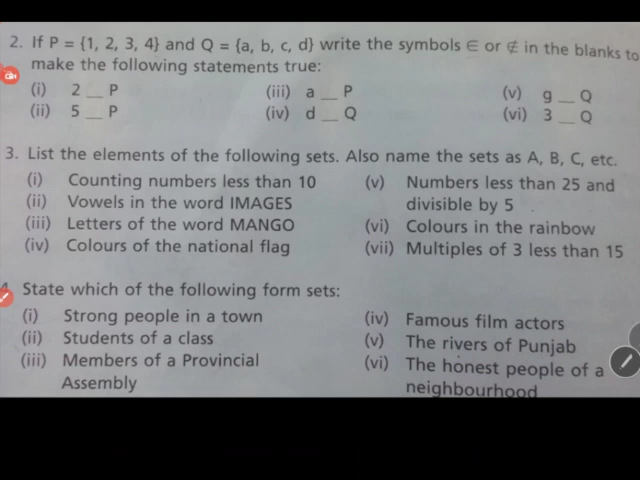 2. If P = {1, 2, 3, 4} and Q = {a, b, c, d} write the symbols ∈ or ∉ in the blanks to
make the following statements true:
(i) 2 __ P (iii) a __ P (v) g __ Q
(ii) 5 __ P (iv) d __ Q (vi) 3 __ Q
3. List the elements of the following sets. Also name the sets as A, B, C, etc.
(i) Counting numbers less than 10
(ii) Vowels in the word IMAGES
(iii) Letters of the word MANGO
(iv) Colours of the national flag
(v) Numbers less than 25 and
divisible by 5
(vi) Colours in the rainbow
(vii) Multiples of 3 less than 15
4. State which of the following form sets:
(i) Strong people in a town
(ii) Students of a class
(iii) Members of a Provincial
Assembly
(iv) Famous film actors
(v) The rivers of Punjab
(vi) The honest people of a
neighbourhood